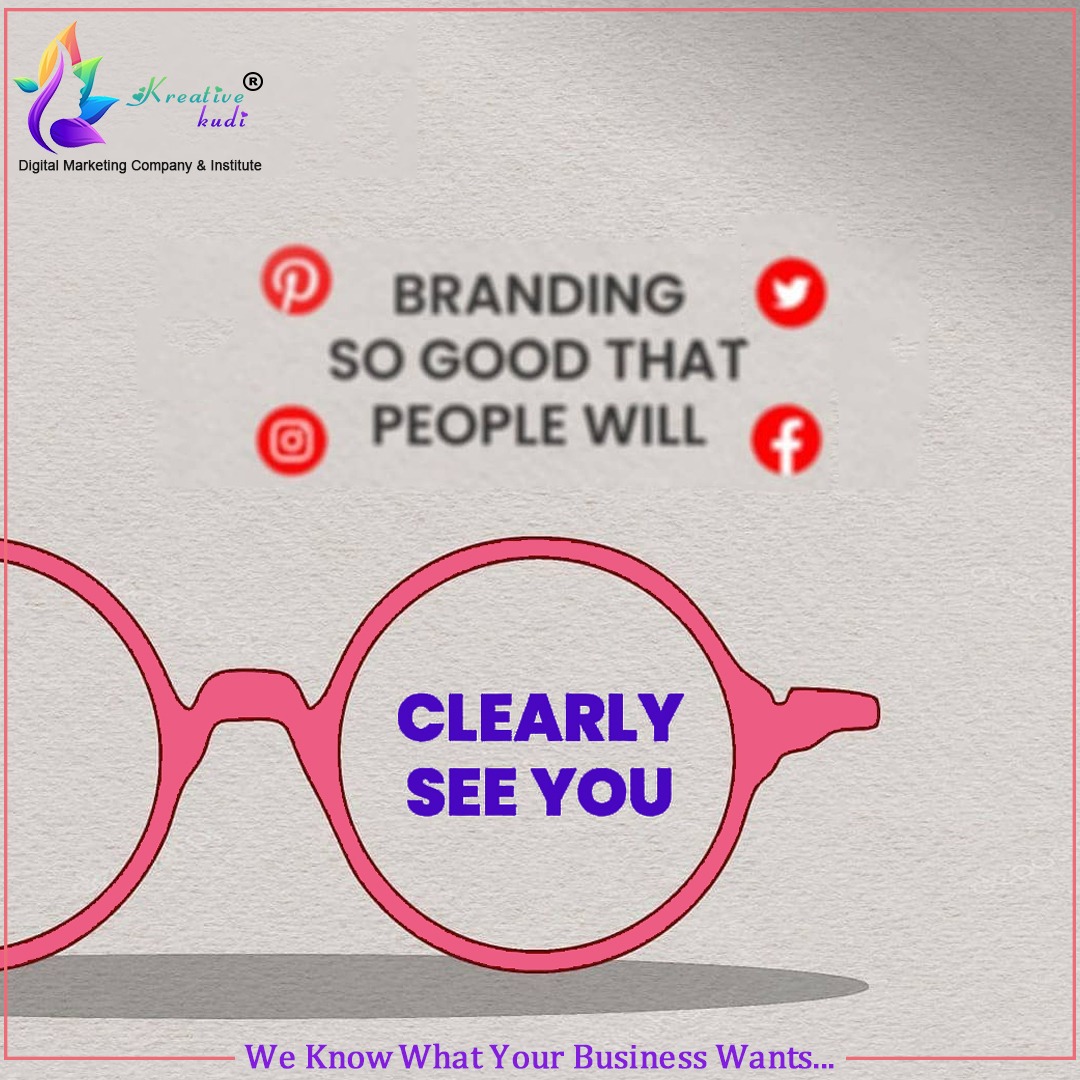 Kreative ®
kudi
Digital Marketing Company & Institute
BRANDING
SO GOOD THAT
PEOPLE WILL
CLEARLY
SEE YOU
We Know What Your Business Wants...